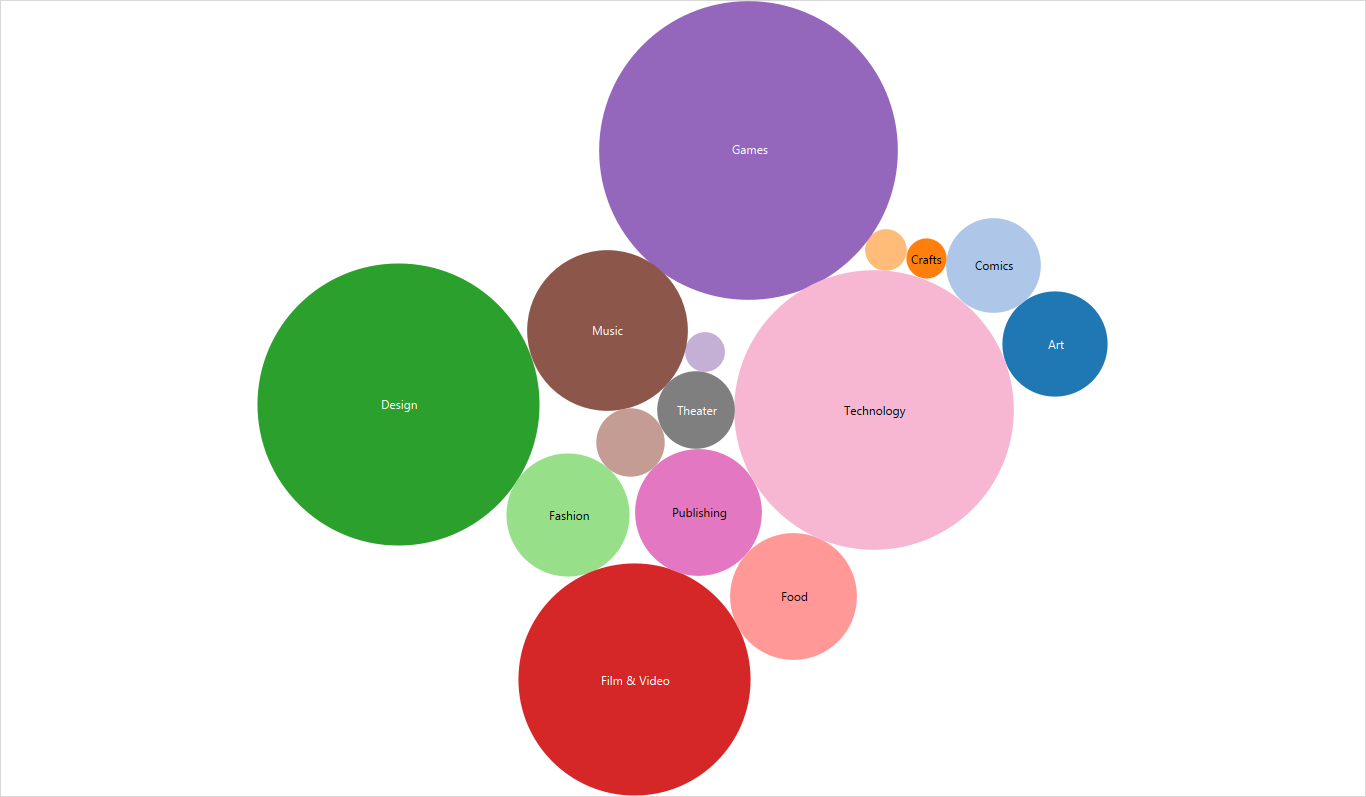 Games
Crafts
Comics
Music
Art
Design
Theater
Technology
Fashion
Publishing
Food
Film & Video